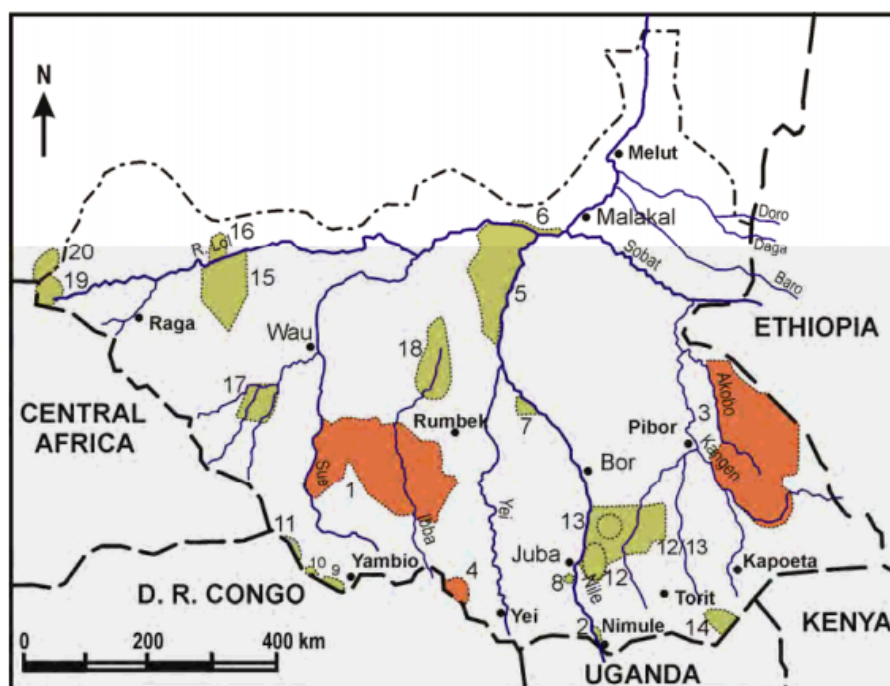 N
Melut
Malakal
Doro
Daga
Baro
Sobat
6
R. Lol
16
20
19
15
5
Raga
Wau
ETHIOPIA
18
17
CENTRAL
AFRICA
Rumbek
7
Akobo
3
Pibor
Kangen
Bor
Sue
1
Ibba
Yei
13
12/13
11
10
9
Yambio
Juba
8
12
Nile
Kapoeta
4
D. R. CONGO
Torit
Yei
2
Nimule
14
KENYA
UGANDA
0
200
400 km